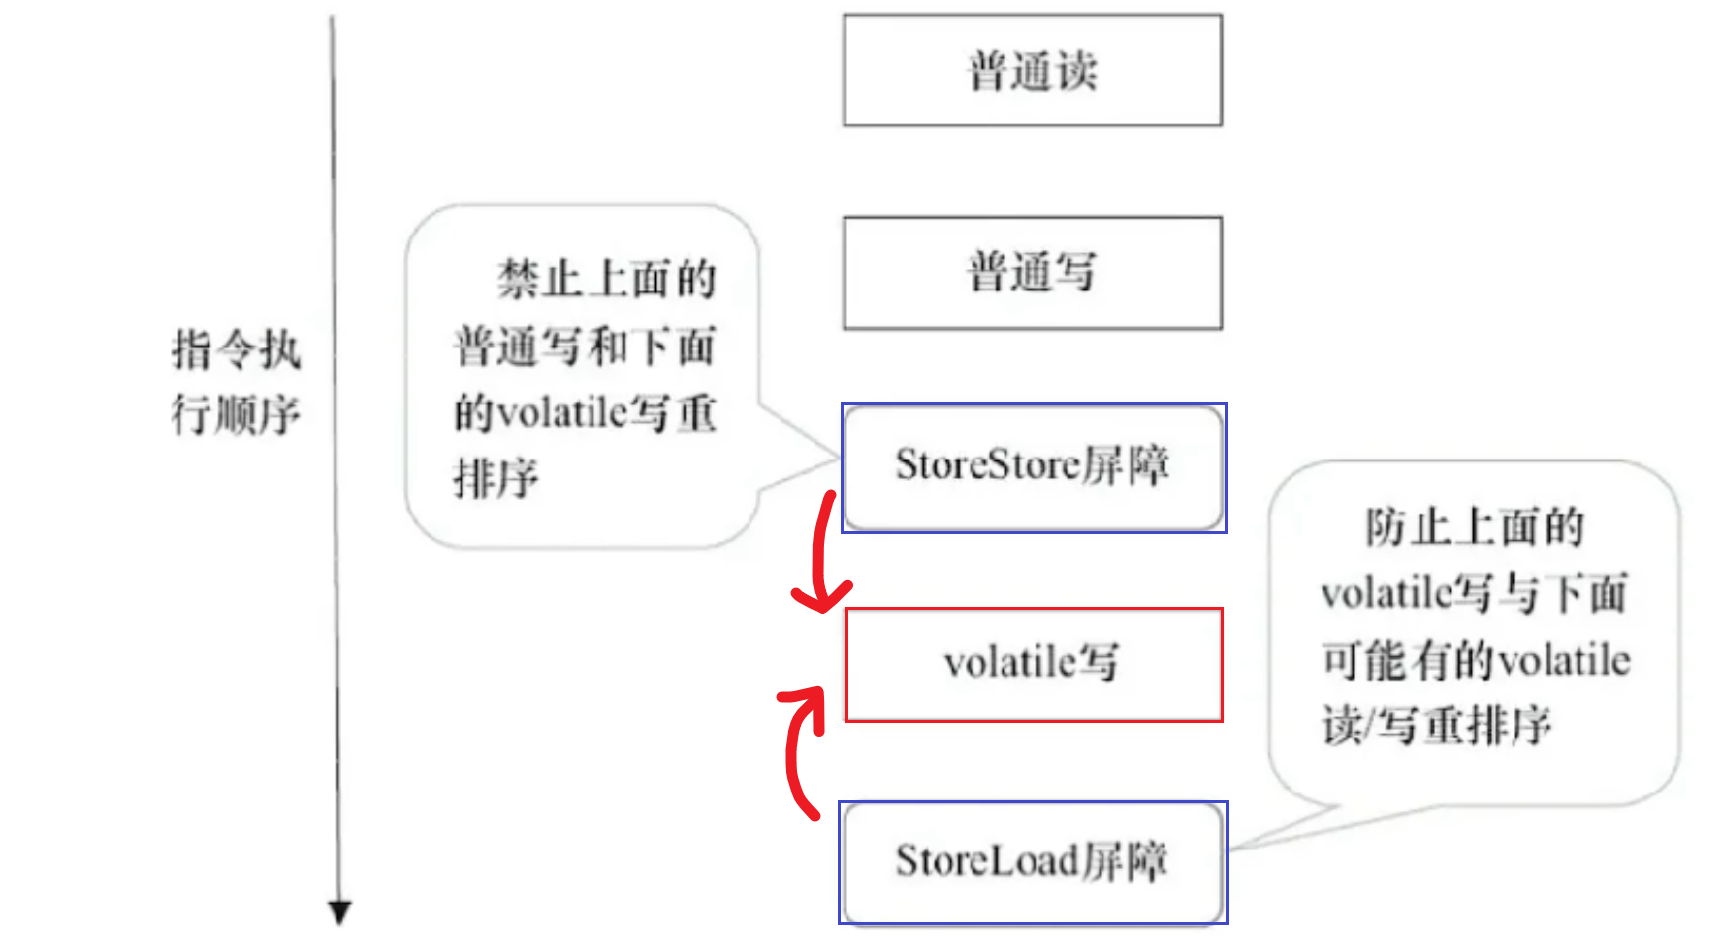 普通读
普通写
禁止上面的
普通写和下面
的volatile写重
排序
指令执
行顺序
StoreStore屏障
防止上面的
volatile写与下面
可能有的volatile
读/写重排序
volatile写
StoreLoad屏障